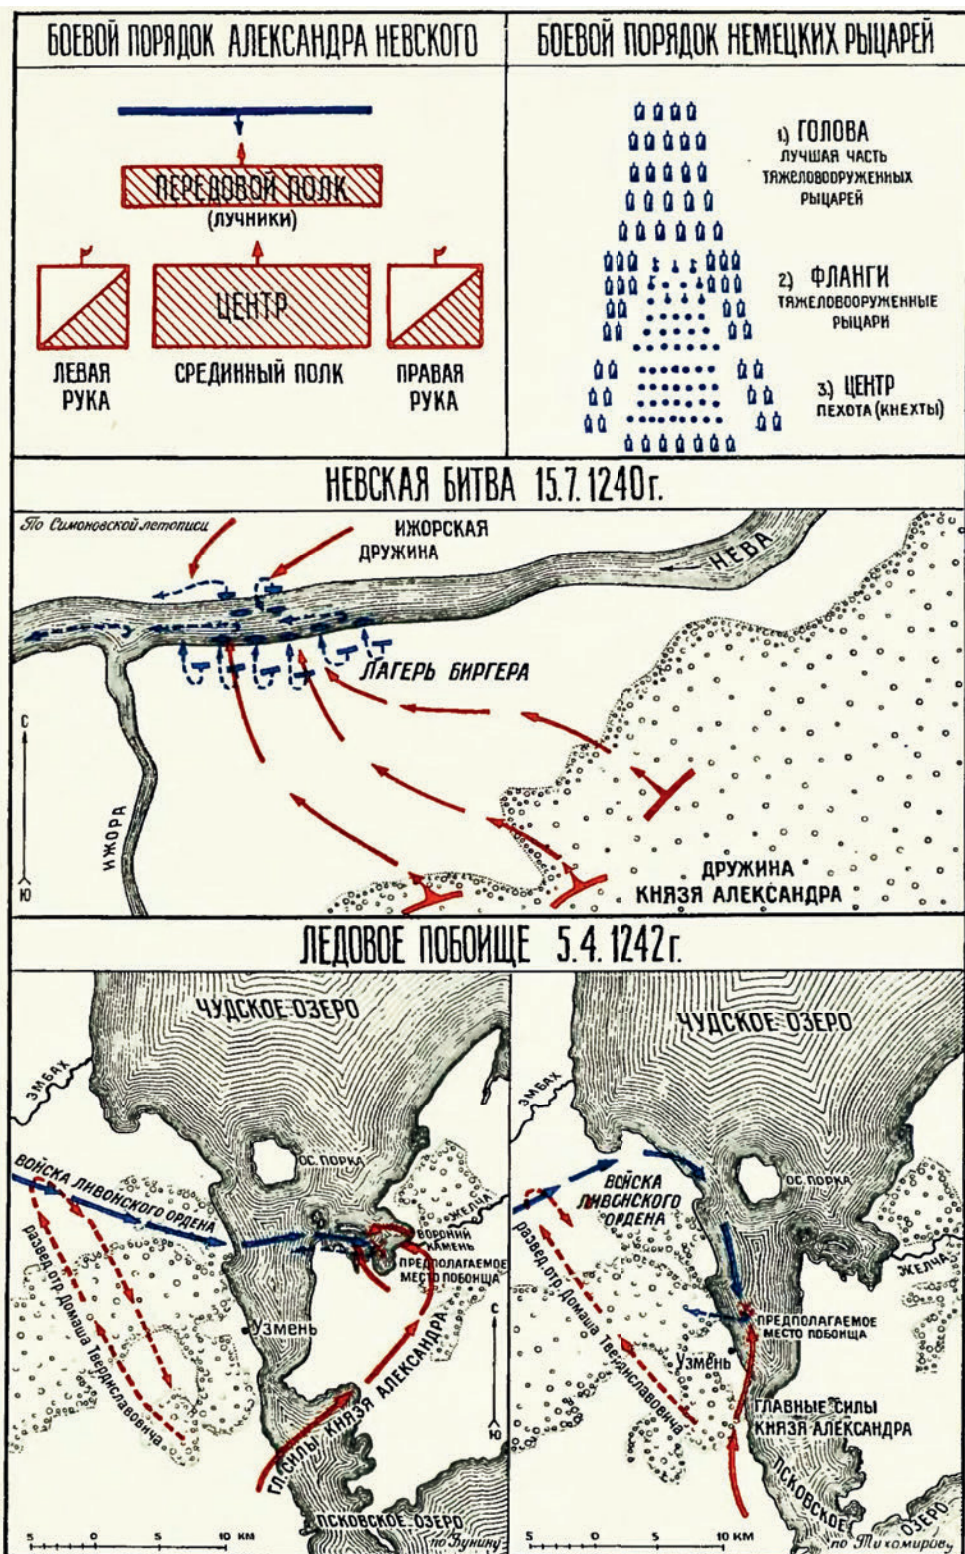 БОЕВОЙ ПОРЯДОК АЛЕКСАНДРА НЕВСКОГО
ПЕРЕДОВОЙ ПОЛК
(ЛУЧНИКИ)
ЦЕНТР
ЛЕВАЯ
РУКА
СРЕДИННЫЙ ПОЛК
ПРАВАЯ
РУКА
БОЕВОЙ ПОРЯДОК НЕМЕЦКИХ РЫЦАРЕЙ
1.) ГОЛОВА
ЛУЧШАЯ ЧАСТЬ
ТЯЖЕЛОВООРУЖЕННЫХ
РЫЦАРЕЙ
2.) ФЛАНГИ
ТЯЖЕЛОВООРУЖЕННЫЕ
РЫЦАРИ
3.) ЦЕНТР
ПЕХОТА (КНЕХТЫ)
НЕВСКАЯ БИТВА 15.7.1240г.
По Симоновской летописи
ИЖОРСКАЯ
ДРУЖИНА
НЕВА
ЛАГЕРЬ БИРГЕРА
С
Ю
ИЖОРА
ДРУЖИНА
КНЯЗЯ АЛЕКСАНДРА
ЛЕДОВОЕ ПОБОИЩЕ 5.4.1242г.
ЧУДСКОЕ ОЗЕРО
ЭМБАХ
ОС. ПОРКА
ВОЙСКА ЛИВОНСКОГО ОРДЕНА
ЖЕЛЧА
ВОРОНИЙ
КАМЕНЬ
ПРЕДПОЛАГАЕМОЕ
МЕСТО ПОБОИЩА
развед. отр. Домаша Твердиславовича
Узмень
С
Ю
ГЛ. СИЛЫ КНЯЗЯ АЛЕКСАНДРА
ПСКОВСКОЕ ОЗЕРО
5 0 5 10 КМ
по Бунину
ЧУДСКОЕ ОЗЕРО
ЭМБАХ
ОС. ПОРКА
ВОЙСКА
ЛИВОНСКОГО
ОРДЕНА
ЖЕЛЧА
развед. отр. Домаша Твердиславовича
ПРЕДПОЛАГАЕМОЕ
МЕСТО ПОБОИЩА
Узмень
ГЛАВНЫЕ СИЛЫ
КНЯЗЯ АЛЕКСАНДРА
ПСКОВСКОЕ
ОЗЕРО
5 0 5 10 КМ
по Тихомирову